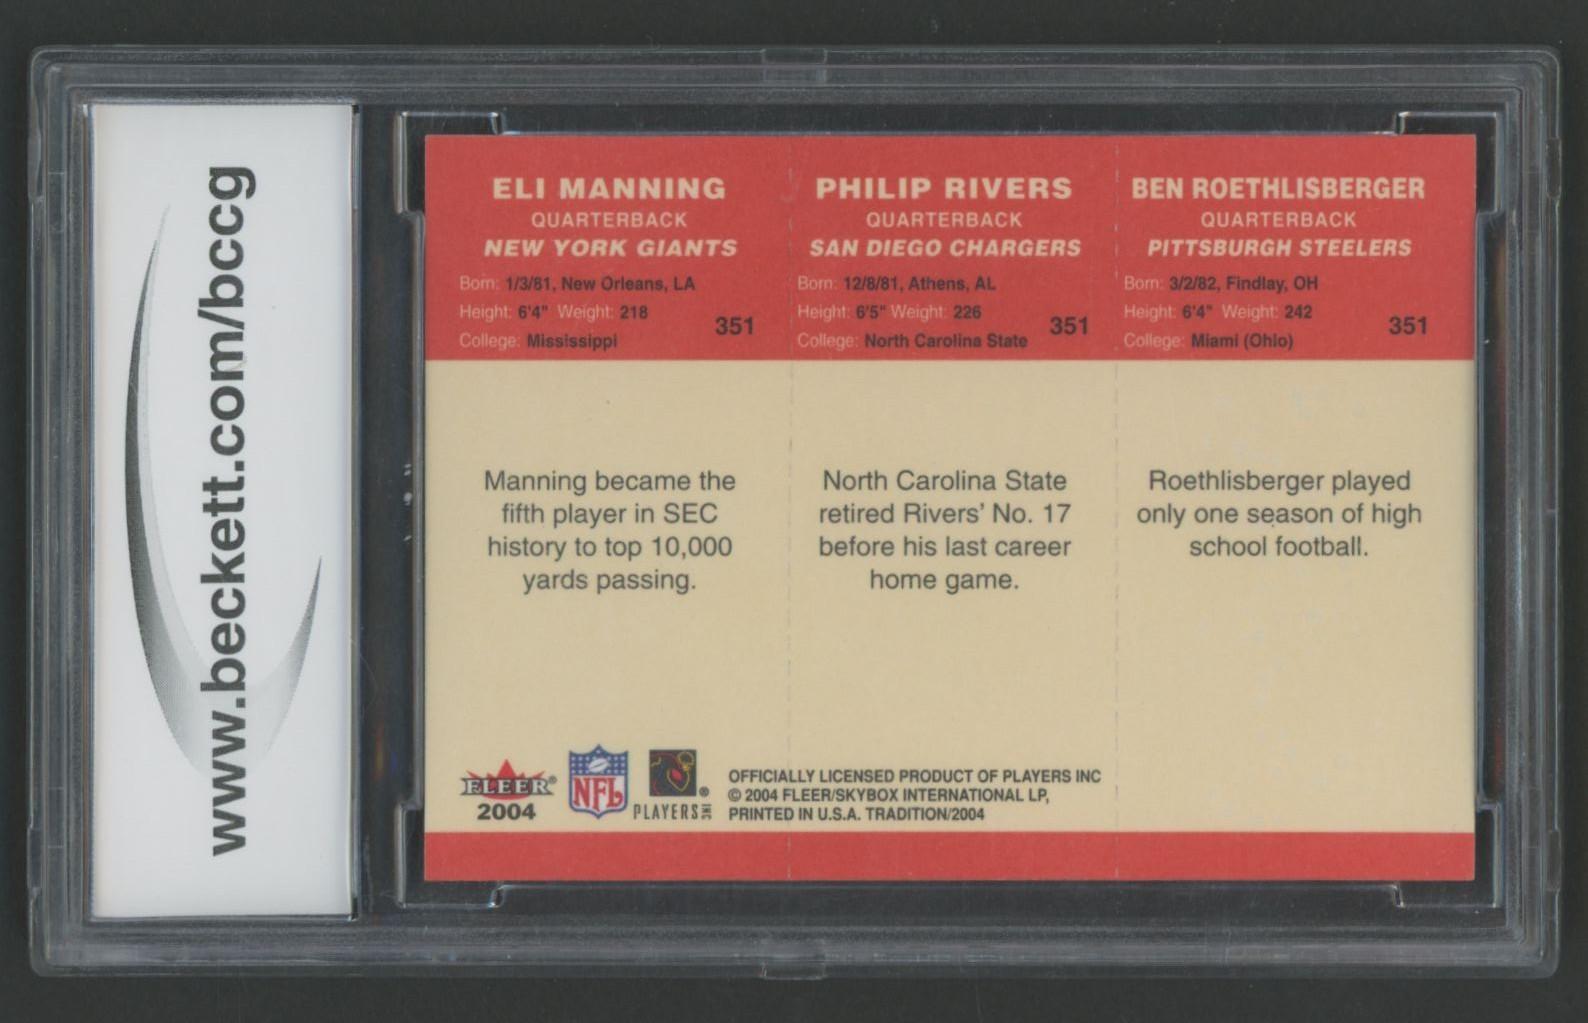 www.beckett.com/bccg
ELI MANNING
QUARTERBACK
NEW YORK GIANTS
Born: 1/3/81, New Orleans, LA
Height: 6'4" Weight: 218
College: Mississippi
351
Manning became the
fifth player in SEC
history to top 10,000
yards passing.
PHILIP RIVERS
QUARTERBACK
SAN DIEGO CHARGERS
Born: 12/8/81, Athens, AL
Height: 6'5" Weight: 226
College: North Carolina State
351
North Carolina State
retired Rivers' No. 17
before his last career
home game.
BEN ROETHLISBERGER
QUARTERBACK
PITTSBURGH STEELERS
Born: 3/2/82, Findlay, OH
Height: 6'4" Weight: 242
College: Miami (Ohio)
351
Roethlisberger played
only one season of high
school football.
FLEER®
2004
NFL
PLAYERS INC ®
OFFICIALLY LICENSED PRODUCT OF PLAYERS INC
© 2004 FLEER/SKYBOX INTERNATIONAL LP,
PRINTED IN U.S.A. TRADITION/2004